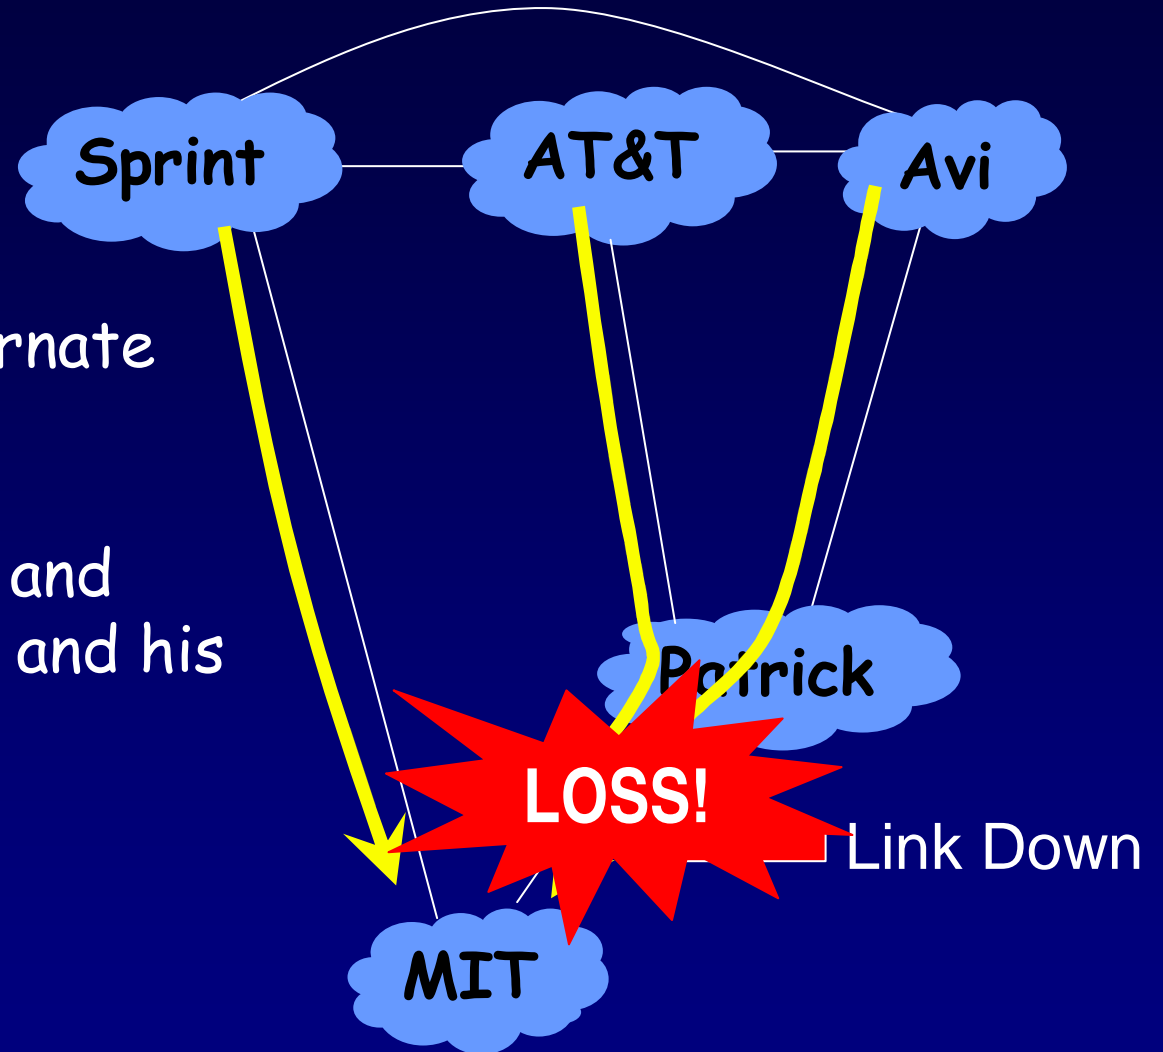 Sprint
AT&T
Avi
rnate
and
and his
Patrick
LOSS!
Link Down
MIT